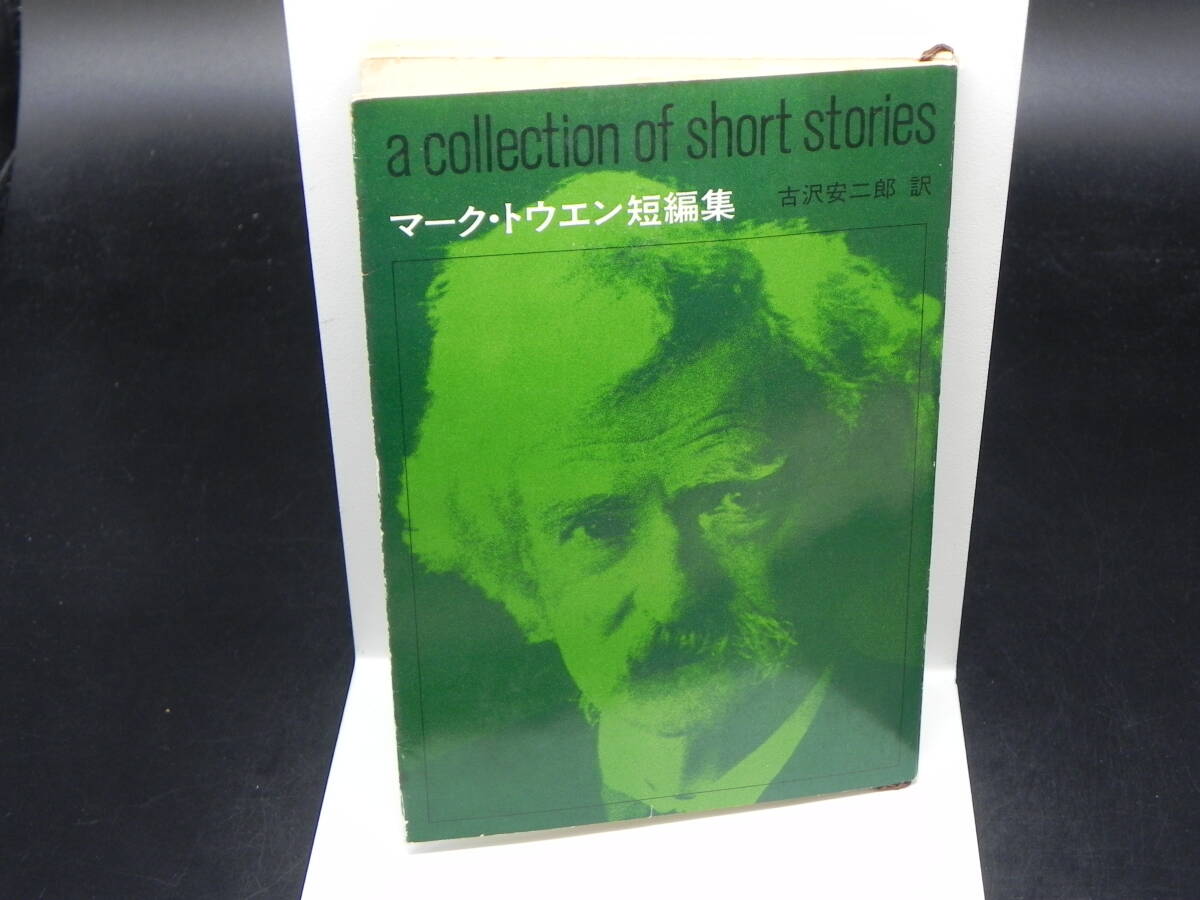 a collection of short stories
マーク・トウエン短編集
古沢安二郎 訳